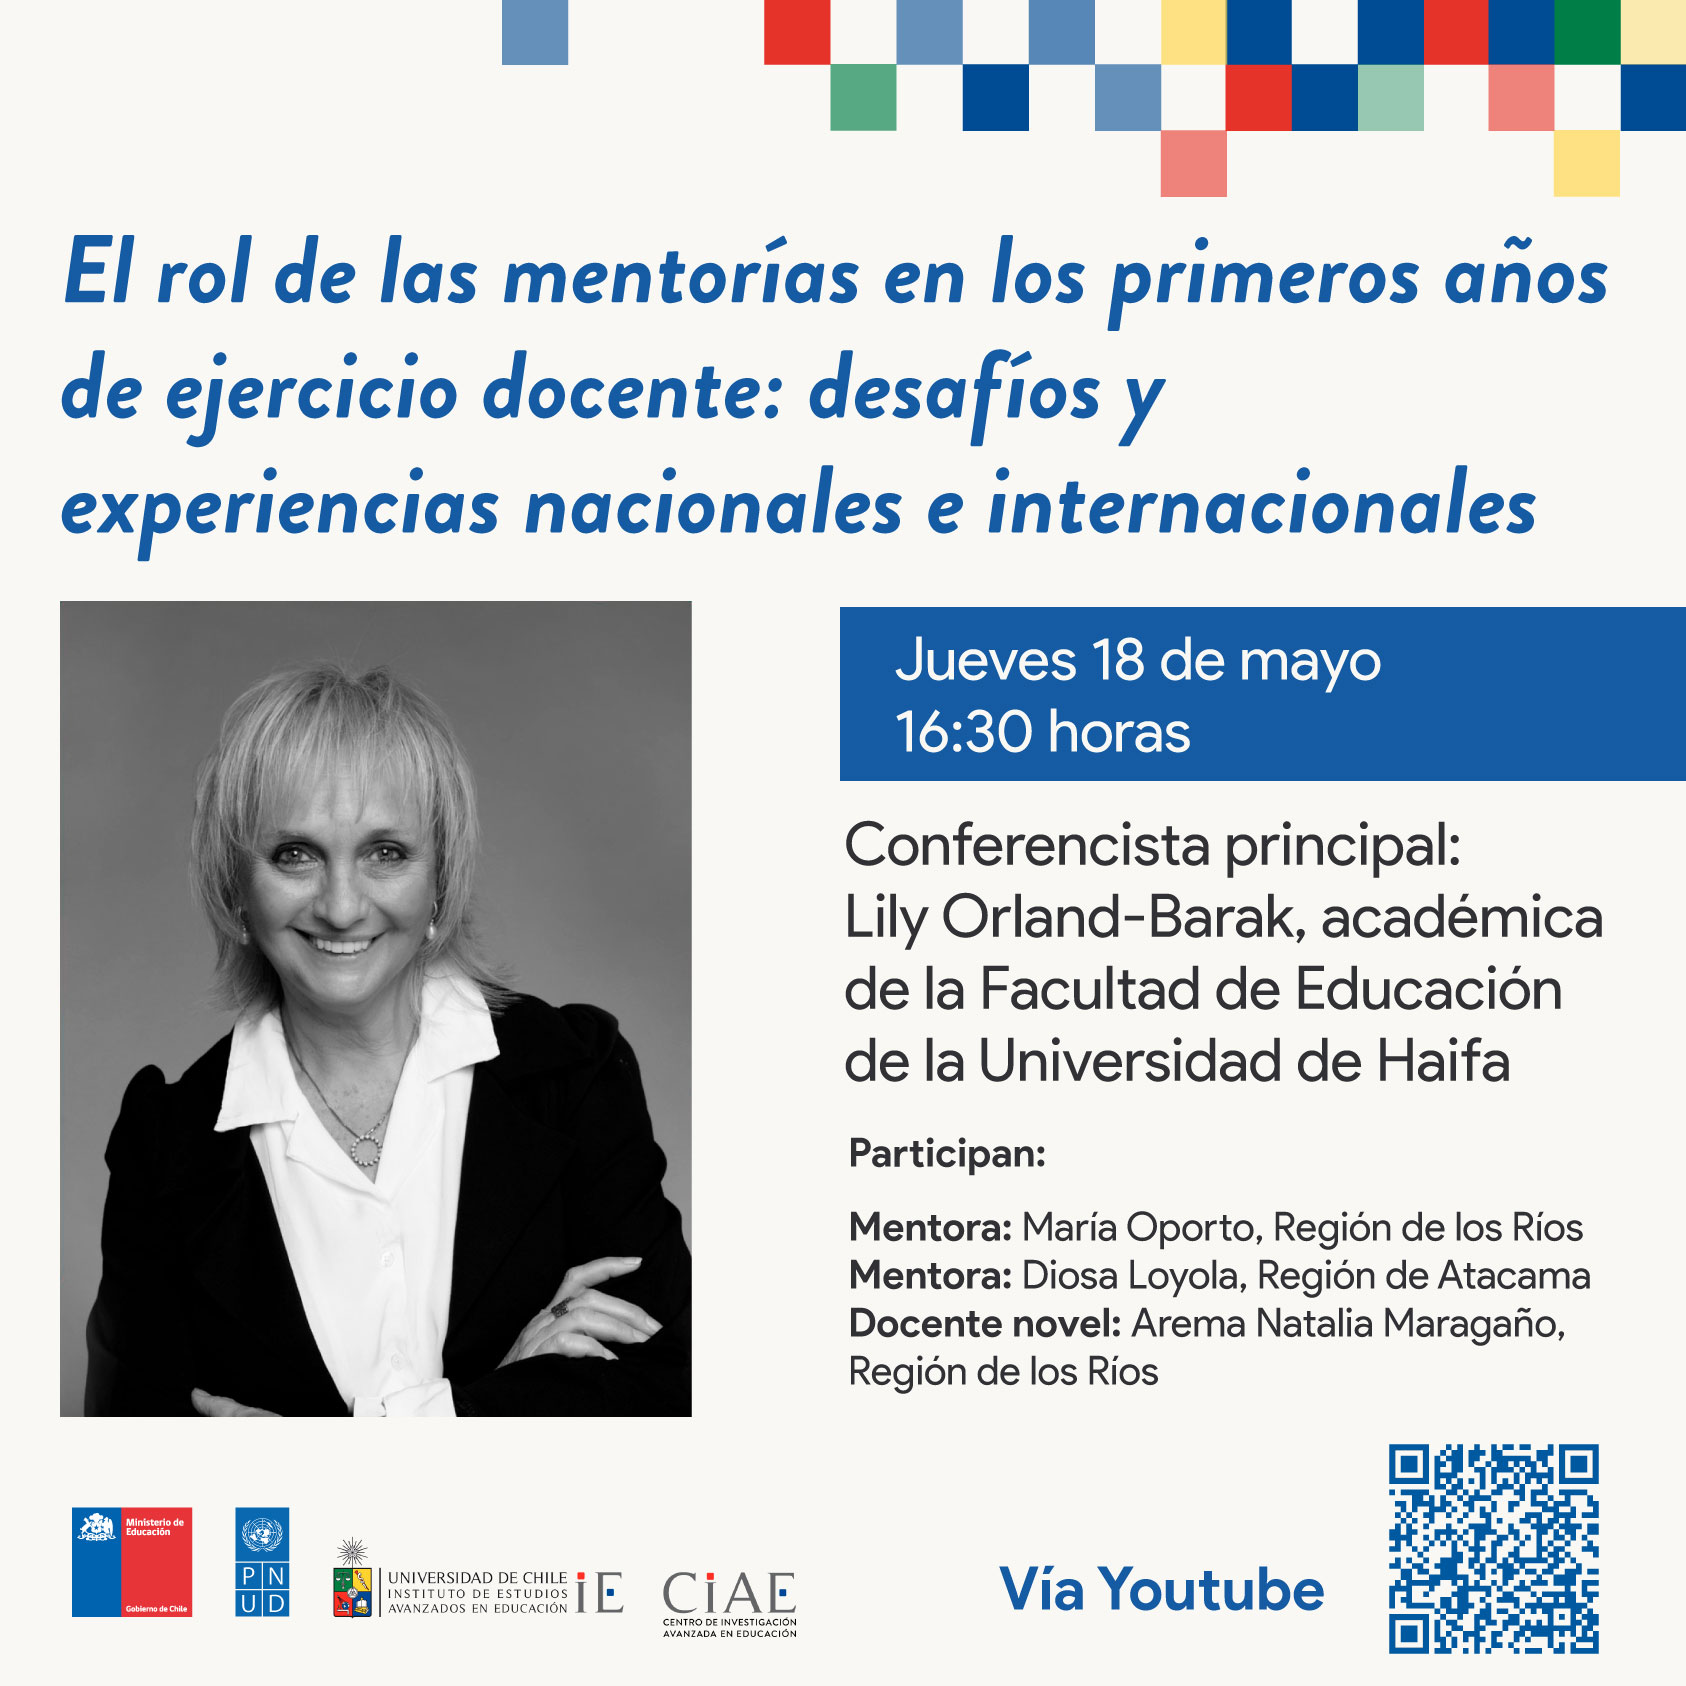 El rol de las mentorías en los primeros años
de ejercicio docente: desafíos y
experiencias nacionales e internacionales
Jueves 18 de mayo
16:30 horas
Conferencista principal:
Lily Orland-Barak, académica
de la Facultad de Educación
de la Universidad de Haifa
Participan:
Mentora: María Oporto, Región de los Ríos
Mentora: Diosa Loyola, Región de Atacama
Docente novel: Arema Natalia Maragaño,
Región de los Ríos
Ministerio de
Educación
Gobierno de Chile
P N
U D
UNIVERSIDAD DE CHILE
INSTITUTO DE ESTUDIOS
AVANZADOS EN EDUCACIÓN
iE
CiAE
CENTRO DE INVESTIGACIÓN
AVANZADA EN EDUCACIÓN
Vía Youtube